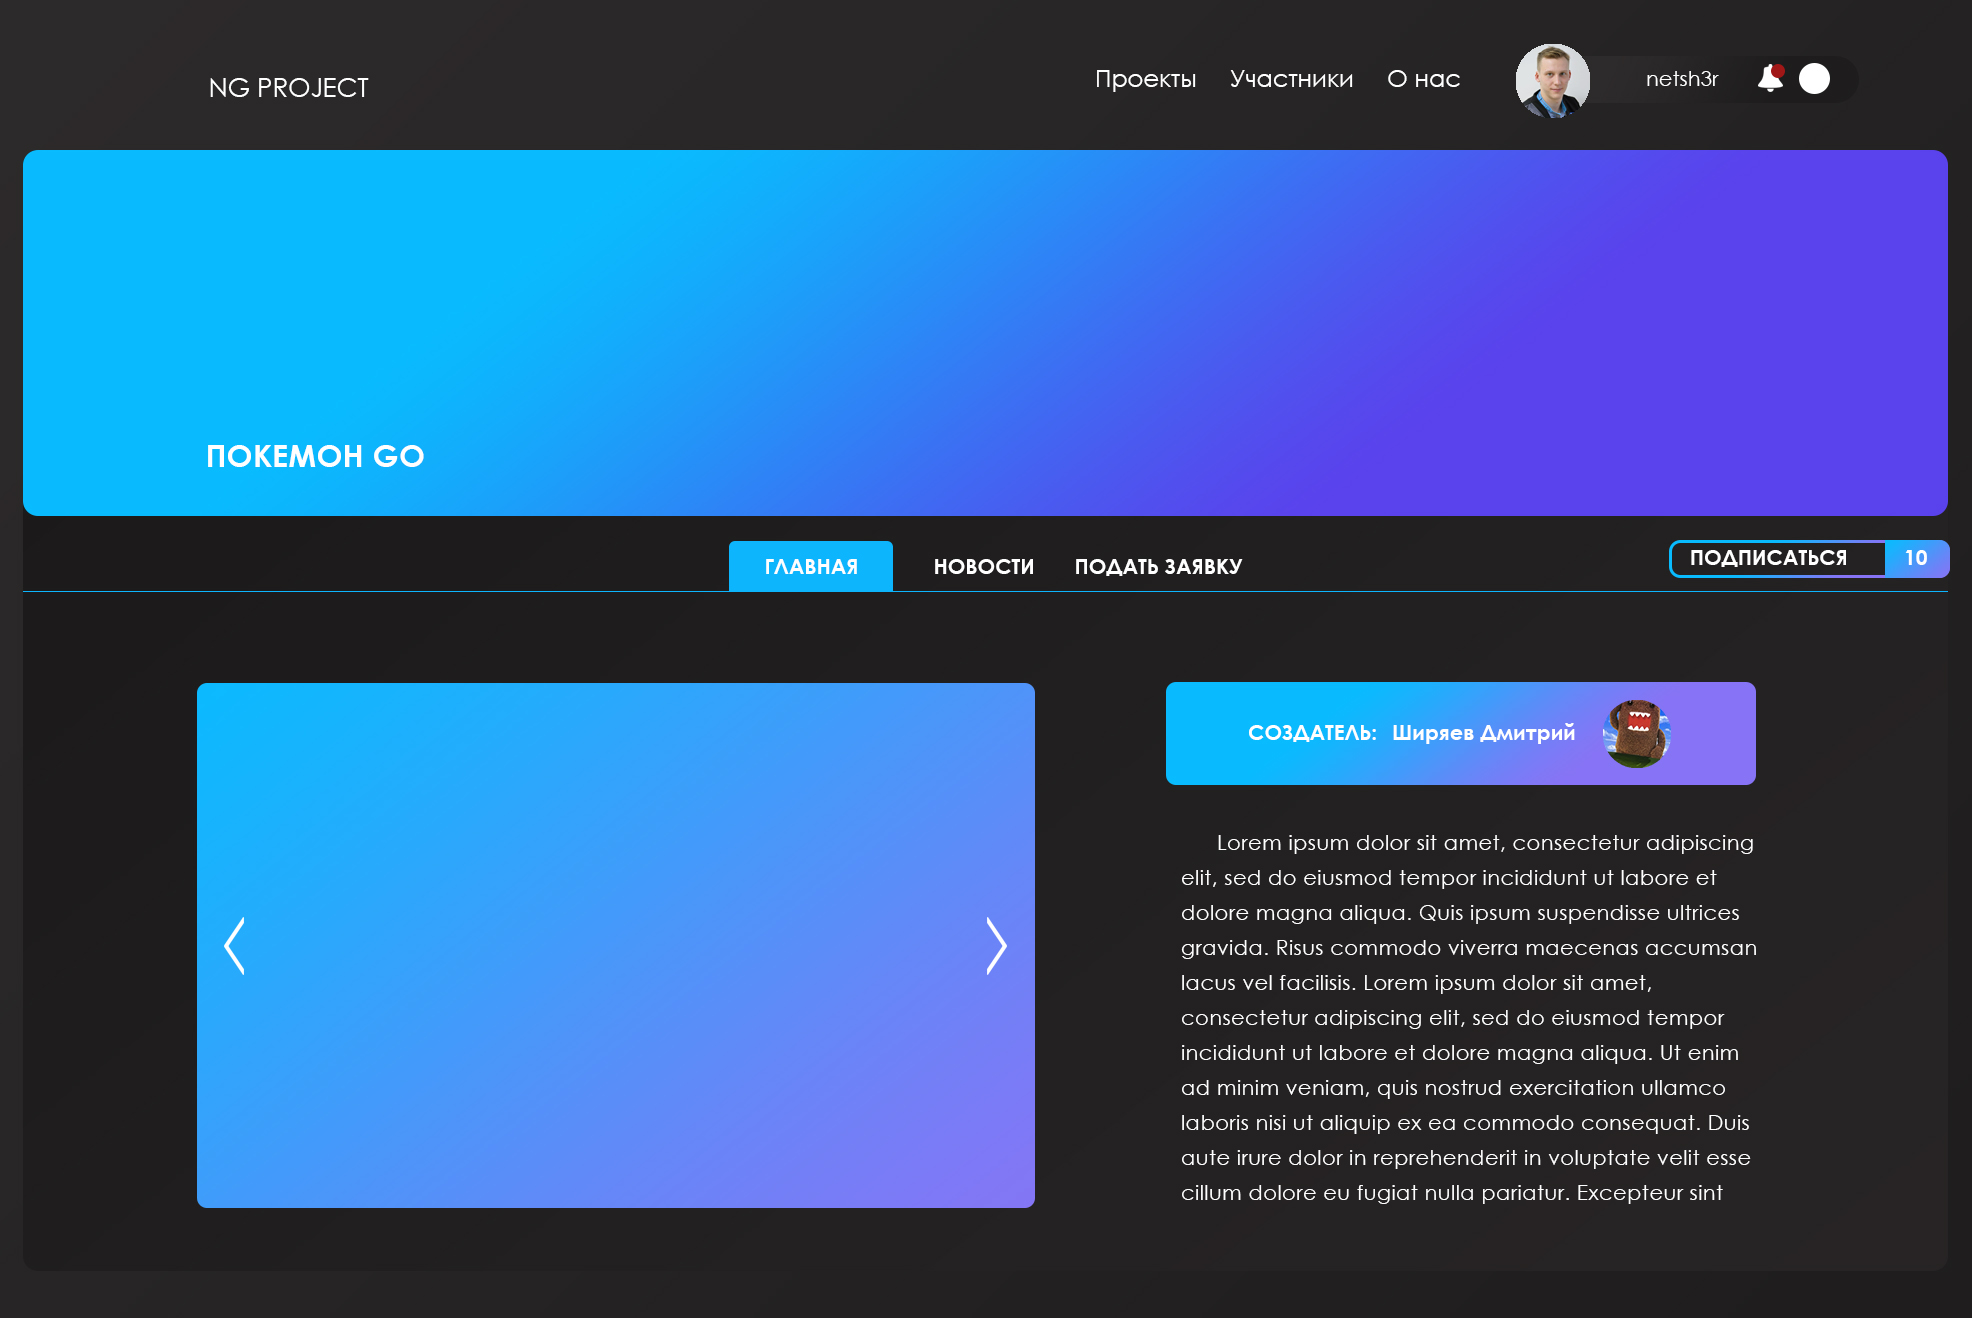 NG PROJECT
Проекты Участники О нас netsh3r
ПОКЕМОН GO
ГЛАВНАЯ НОВОСТИ ПОДАТЬ ЗАЯВКУ ПОДПИСАТЬСЯ 10
СОЗДАТЕЛЬ: Ширяев Дмитрий
Lorem ipsum dolor sit amet, consectetur adipiscing
elit, sed do eiusmod tempor incididunt ut labore et
dolore magna aliqua. Quis ipsum suspendisse ultrices
gravida. Risus commodo viverra maecenas accumsan
lacus vel facilisis. Lorem ipsum dolor sit amet,
consectetur adipiscing elit, sed do eiusmod tempor
incididunt ut labore et dolore magna aliqua. Ut enim
ad minim veniam, quis nostrud exercitation ullamco
laboris nisi ut aliquip ex ea commodo consequat. Duis
aute irure dolor in reprehenderit in voluptate velit esse
cillum dolore eu fugiat nulla pariatur. Excepteur sint